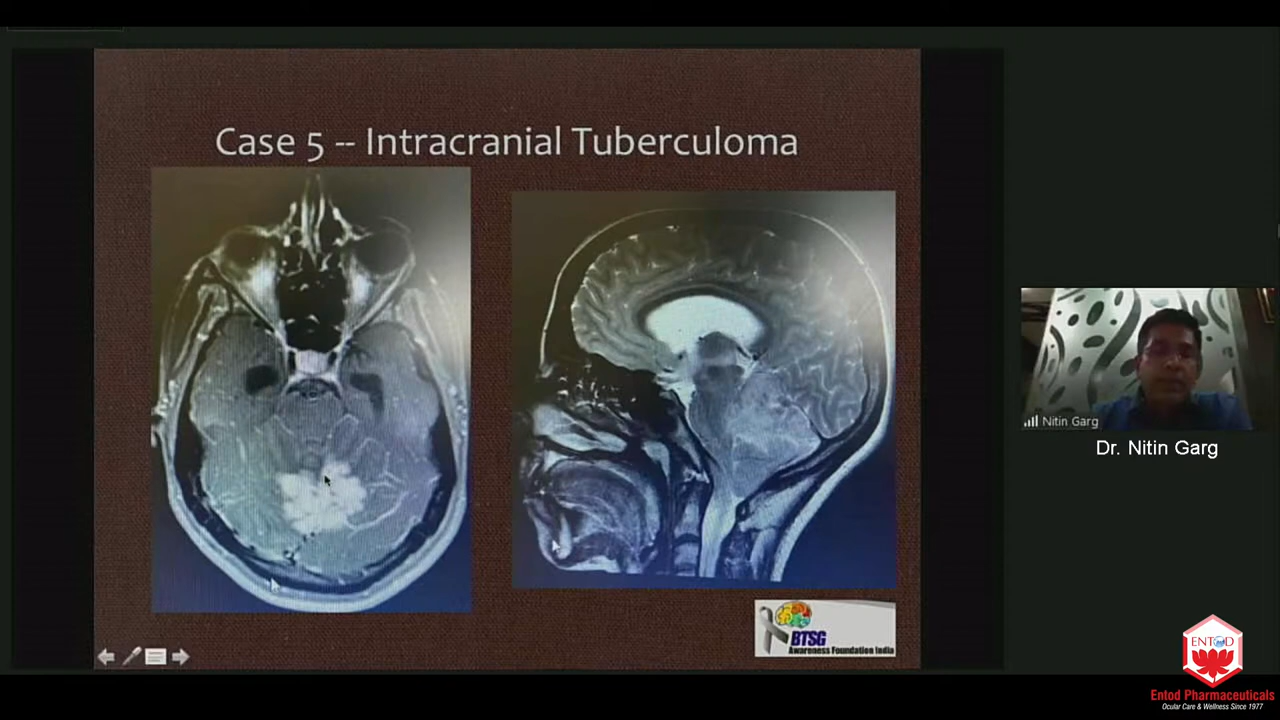 Case 5 -- Intracranial Tuberculoma
Nitin Garg
Dr. Nitin Garg
BTSG
Awareness Foundation India
ENTOD
Entod Pharmaceuticals
Ocular Care & Wellness Since 1977